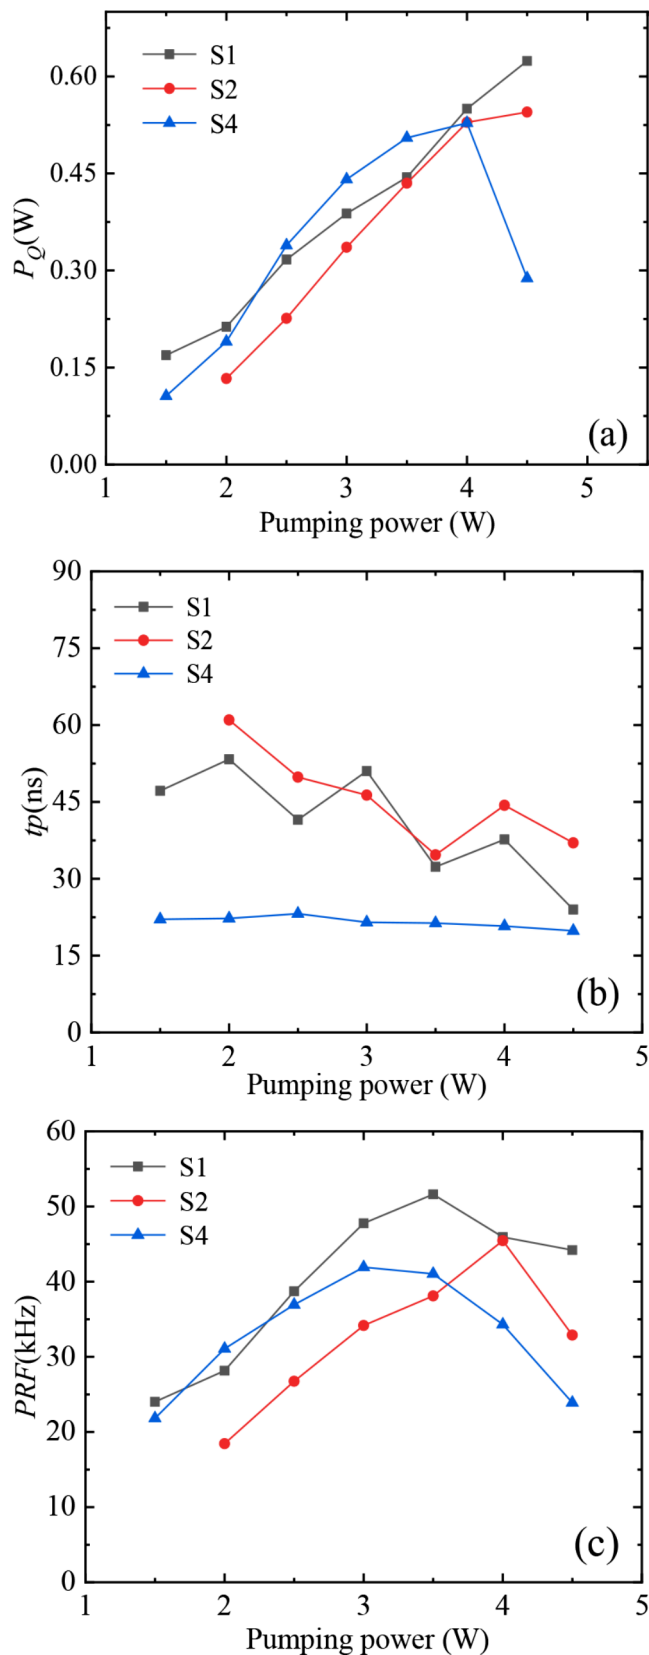 S1
S2
S4
0.60
0.45
0.30
0.15
0.00
P_Q(W)
(a)
1 2 3 4 5
Pumping power (W)
90
75
60
45
30
15
0
tp(ns)
S1
S2
S4
(b)
1 2 3 4 5
Pumping power (W)
60
50
40
30
20
10
0
PRF(kHz)
S1
S2
S4
(c)
1 2 3 4 5
Pumping power (W)